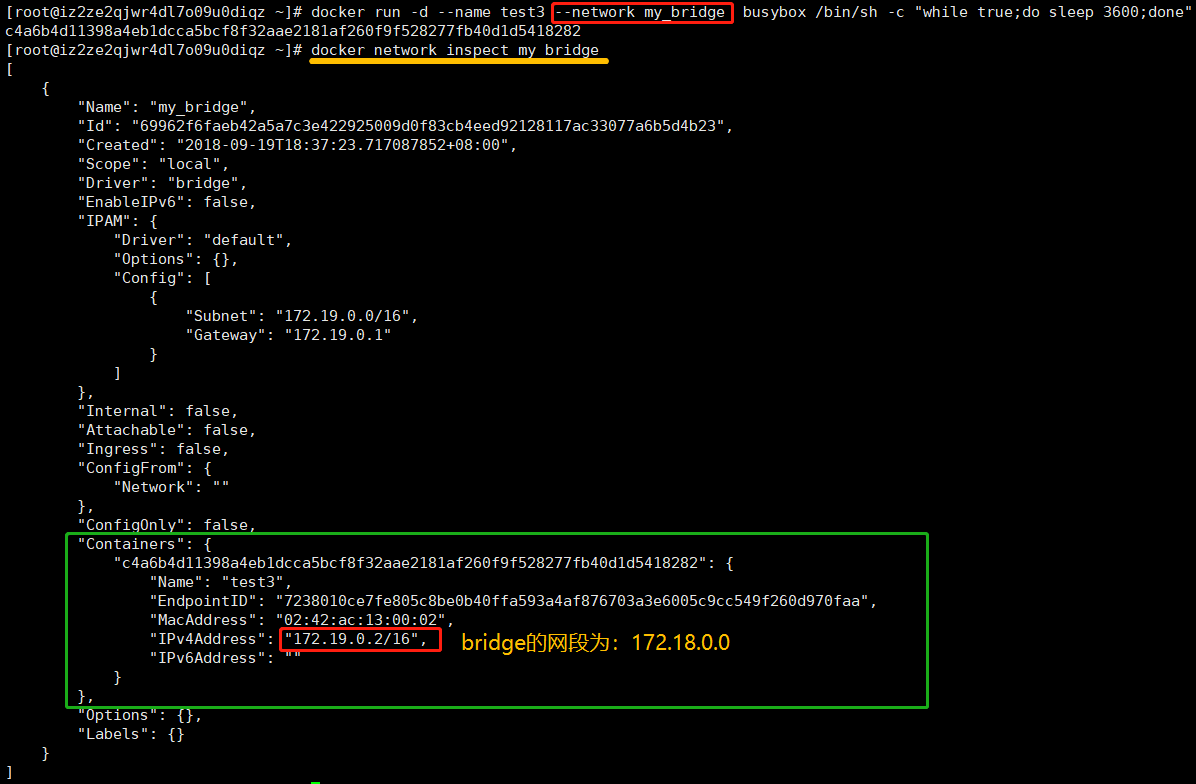 [root@iz2ze2qjwr4dl7o09u0diqz ~]# docker run -d --name test3 --network my_bridge busybox /bin/sh -c "while true;do sleep 3600;done"
c4a6b4d11398a4eb1dcca5bcf8f32aae2181af260f9f528277fb40d1d5418282
[root@iz2ze2qjwr4dl7o09u0diqz ~]# docker network inspect my_bridge
[
    {
        "Name": "my_bridge",
        "Id": "69962f6faeb42a5a7c3e422925009d0f83cb4eed92128117ac33077a6b5d4b23",
        "Created": "2018-09-19T18:37:23.717087852+08:00",
        "Scope": "local",
        "Driver": "bridge",
        "EnableIPv6": false,
        "IPAM": {
            "Driver": "default",
            "Options": {},
            "Config": [
                {
                    "Subnet": "172.19.0.0/16",
                    "Gateway": "172.19.0.1"
                }
            ]
        },
        "Internal": false,
        "Attachable": false,
        "Ingress": false,
        "ConfigFrom": {
            "Network": ""
        },
        "ConfigOnly": false,
        "Containers": {
            "c4a6b4d11398a4eb1dcca5bcf8f32aae2181af260f9f528277fb40d1d5418282": {
                "Name": "test3",
                "EndpointID": "7238010ce7fe805c8be0b40ffa593a4af876703a3e6005c9cc549f260d970faa",
                "MacAddress": "02:42:ac:13:00:02",
                "IPv4Address": "172.19.0.2/16", bridge的网段为：172.18.0.0
                "IPv6Address": ""
            }
        },
        "Options": {},
        "Labels": {}
    }
]